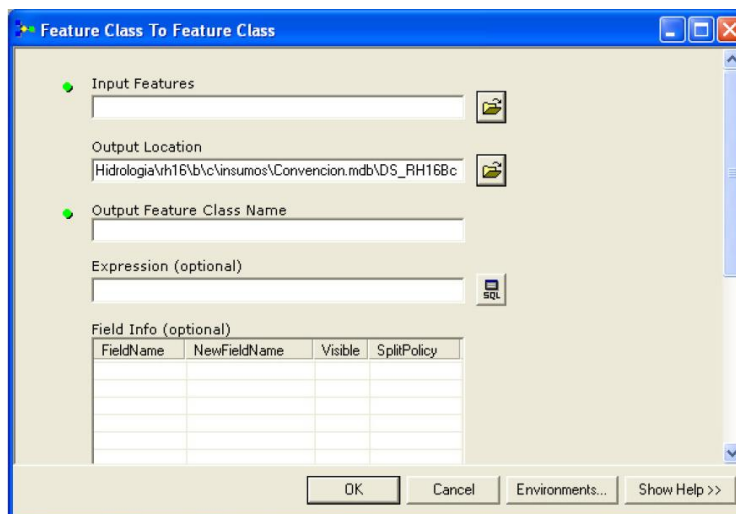 Feature Class To Feature Class
Input Features
Output Location
Hidrologia\rh16\b\c\insumos\Convencion.mdb\DS_RH16Bc
Output Feature Class Name
Expression (optional)
SQL
Field Info (optional)
FieldName NewFieldName Visible SplitPolicy
OK Cancel Environments... Show Help >>